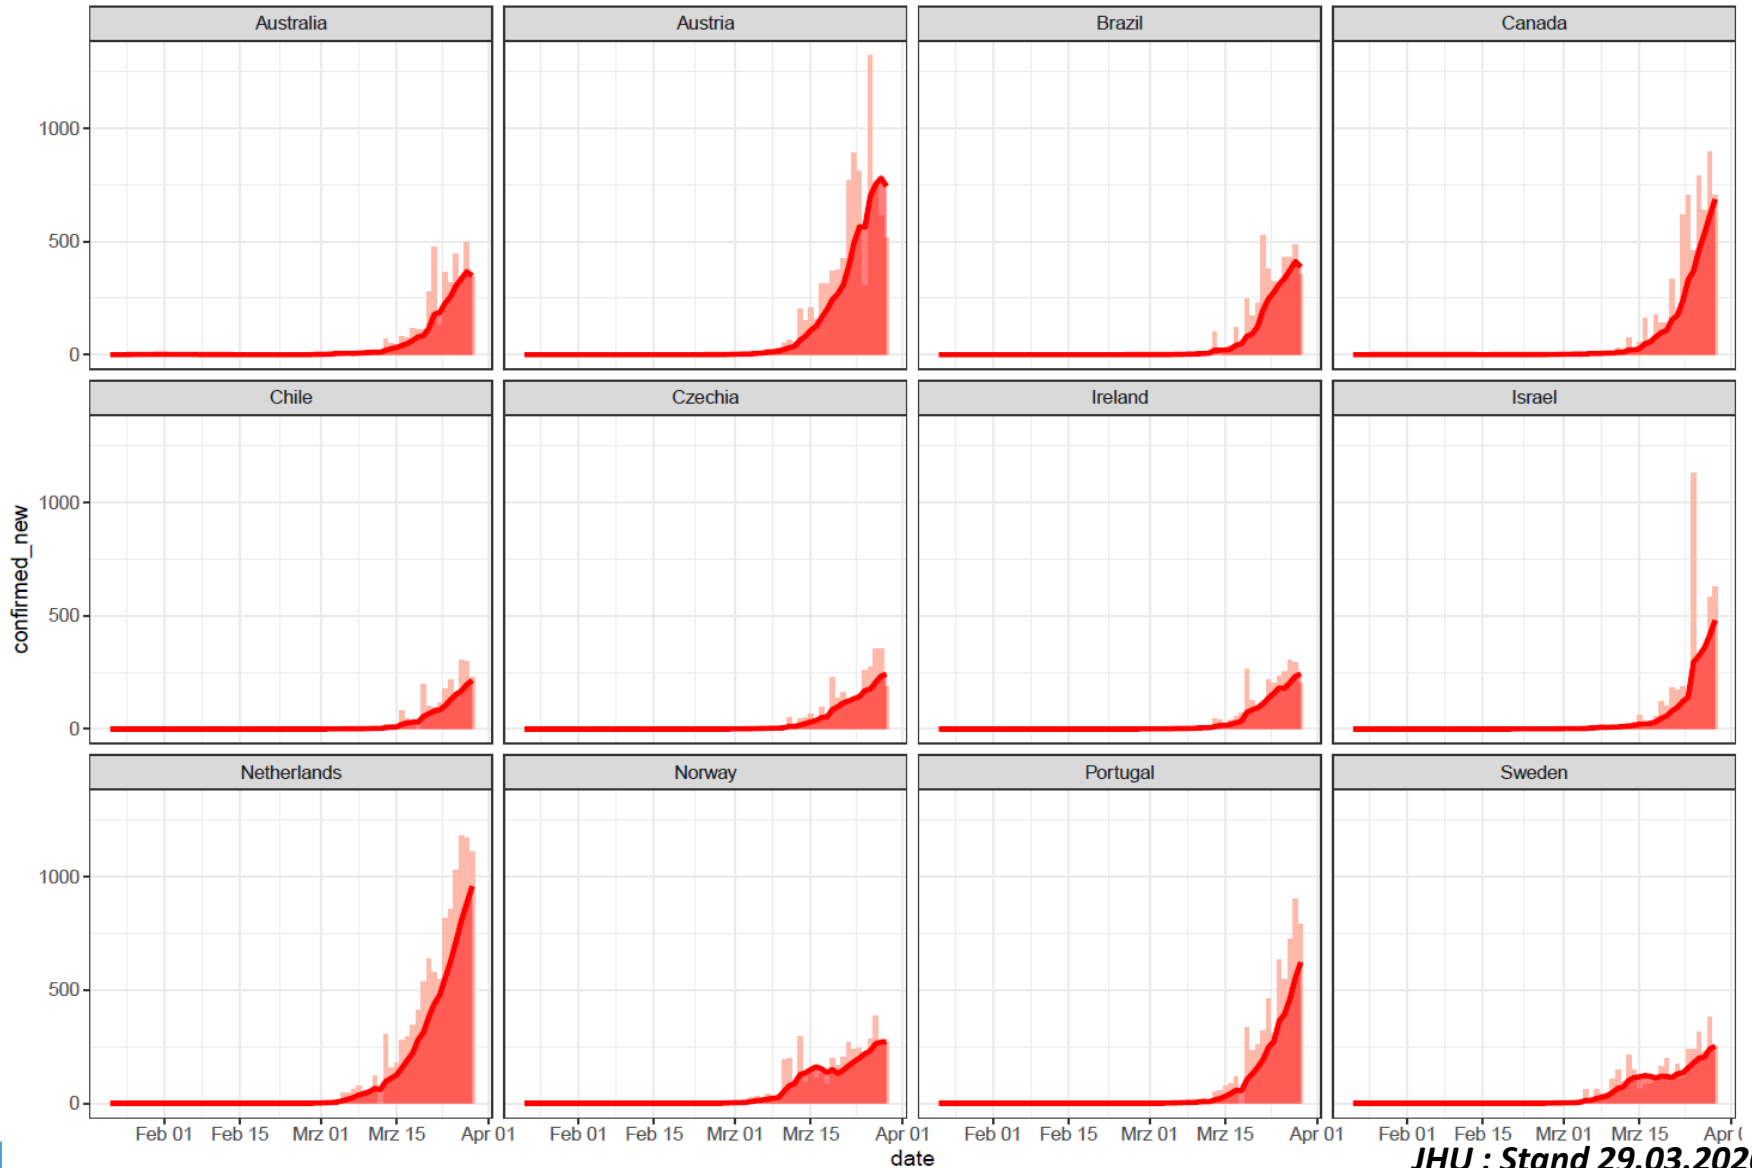 Australia Austria Brazil Canada
1000
500
0
Chile Czechia Ireland Israel
1000
500
0
confirmed_new
Netherlands Norway Portugal Sweden
1000
500
0
Feb 01 Feb 15 Mrz 01 Mrz 15 Apr 01 Feb 01 Feb 15 Mrz 01 Mrz 15 Apr 01 Feb 01 Feb 15 Mrz 01 Mrz 15 Apr 01 Feb 01 Feb 15 Mrz 01 Mrz 15 Apr
date
JHU : Stand 29.03.2020